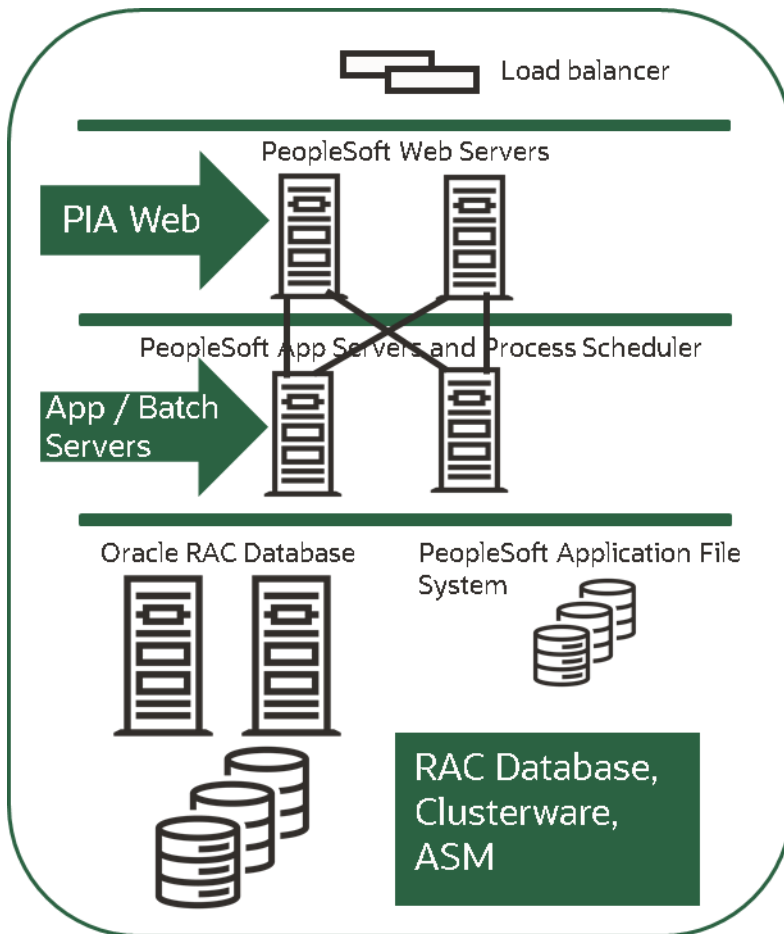 Load balancer
PeopleSoft Web Servers
PIA Web
PeopleSoft App Servers and Process Scheduler
App / Batch
Servers
Oracle RAC Database
PeopleSoft Application File
System
RAC Database,
Clusterware,
ASM